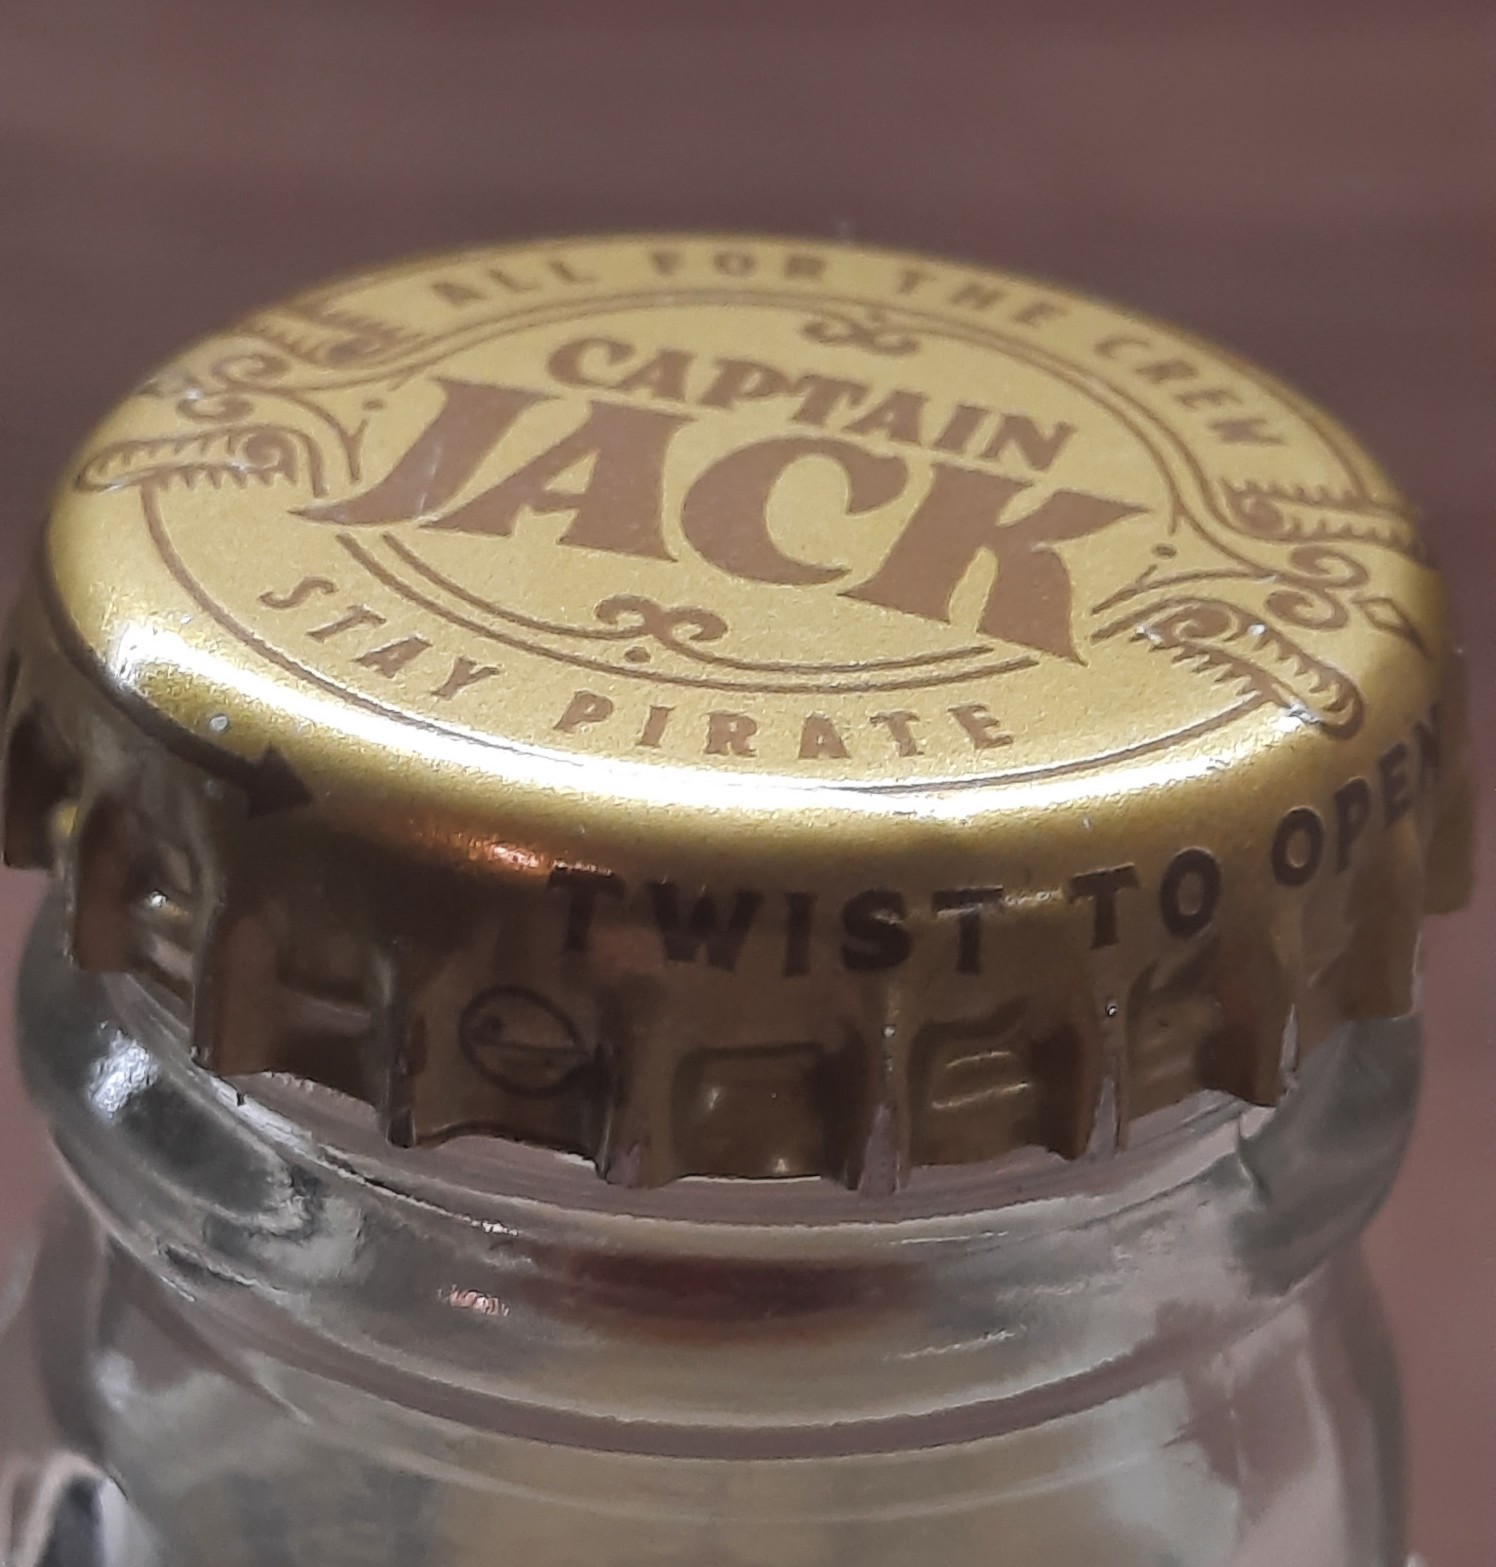 ALL FOR THE CREW
CAPTAIN
JACK
STAY PIRATE
TWIST TO OPEN